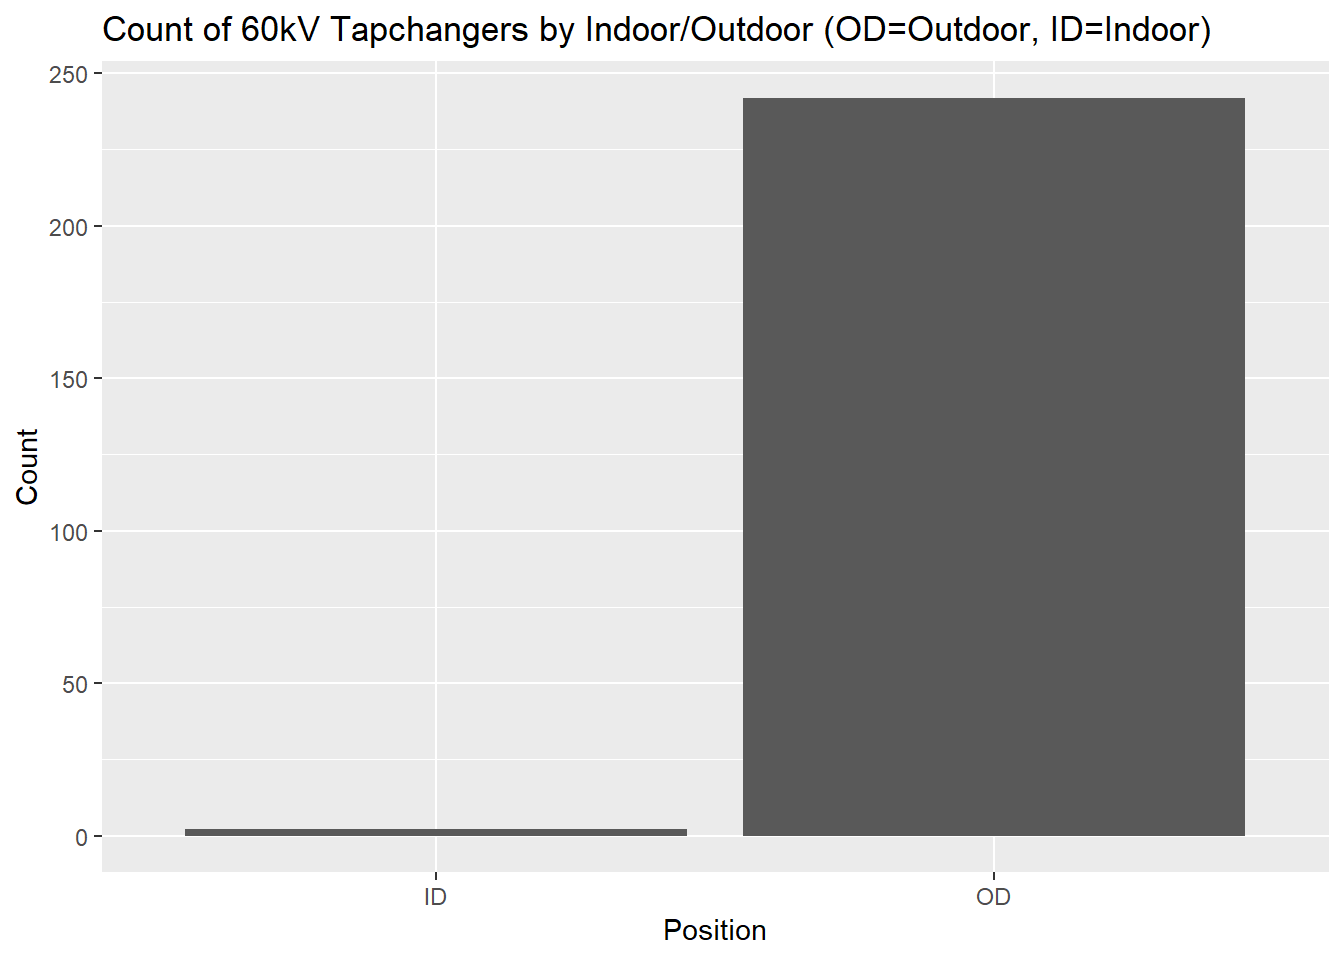 Count of 60kV Tapchangers by Indoor/Outdoor (OD=Outdoor, ID=Indoor)
250
200
150
100
50
0
Count
ID
OD
Position